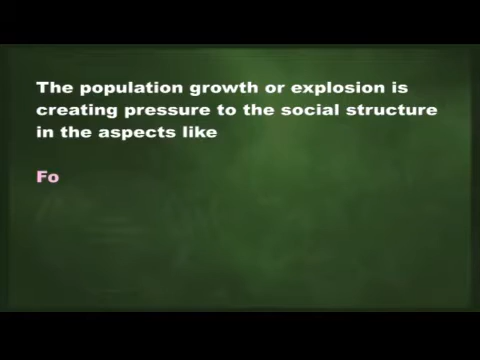 The population growth or explosion is
creating pressure to the social structure
in the aspects like
Fo